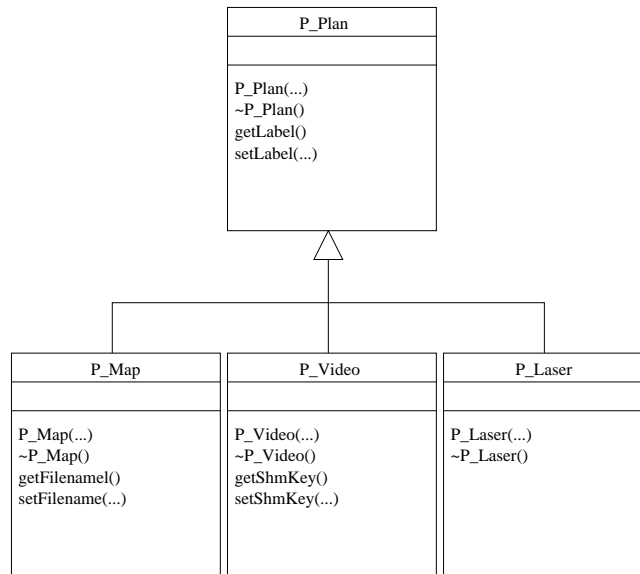 P_Plan
P_Plan(...)
~P_Plan()
getLabel()
setLabel(...)
P_Map
P_Map(...)
~P_Map()
getFilenamel()
setFilename(...)
P_Video
P_Video(...)
~P_Video()
getShmKey()
setShmKey(...)
P_Laser
P_Laser(...)
~P_Laser()